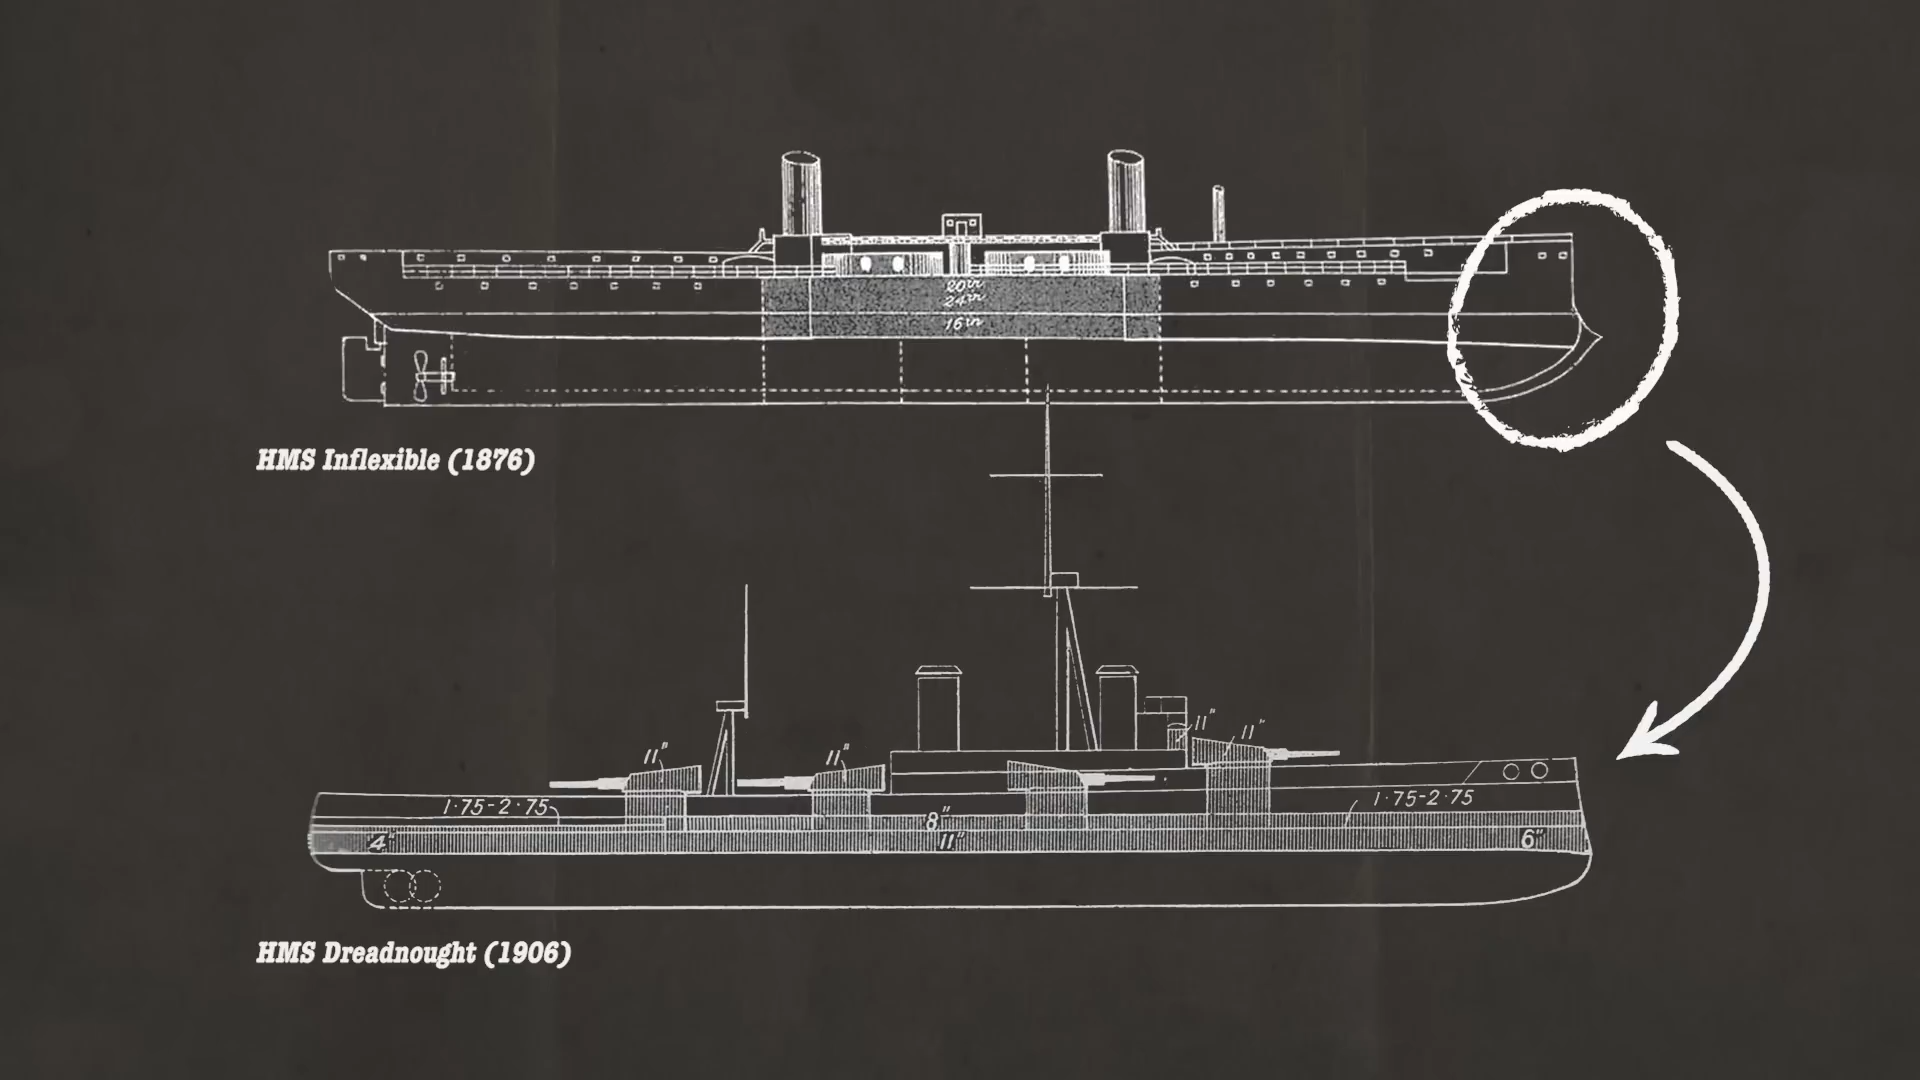 20in
24in
16in
HMS Inflexible (1876)
11"
11"
11"
11"
1·75-2·75
1·75-2·75
8"
4"
11"
6"
HMS Dreadnought (1906)